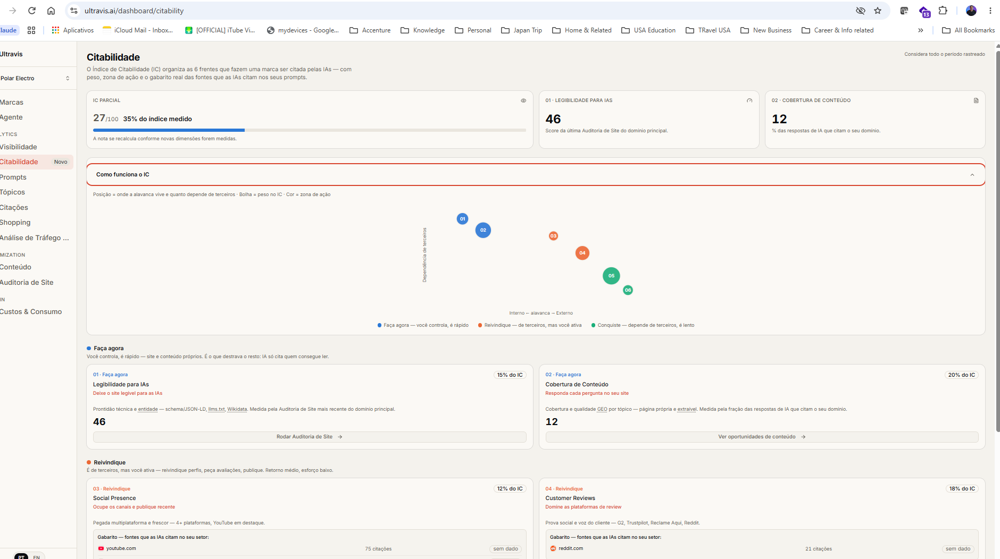 ultravis.ai/dashboard/citability
13
laude
Aplicativos
iCloud Mail - Inbox...
[OFFICIAL] iTube Vi...
mydevices - Google...
Accenture
Knowledge
Personal
Japan Trip
Home & Related
USA Education
TRavel USA
New Business
Career & Info related
All Bookmarks
Ultravis
Polar Electro
Marcas
Agente
LYTICS
Visibilidade
Citabilidade
Novo
Prompts
Tópicos
Citações
Shopping
Análise de Tráfego ...
MIZATION
Conteúdo
Auditoria de Site
IN
Custos & Consumo
PT
EN
Citabilidade
Considera todo o período rastreado
O Índice de Citabilidade (IC) organiza as 6 frentes que fazem uma marca ser citada pelas IAs — com
peso, zona de ação e o gabarito real das fontes que as IAs citam nos seus prompts.
IC PARCIAL
27/100 35% do índice medido
A nota se recalcula conforme novas dimensões forem medidas.
01 · LEGIBILIDADE PARA IAS
46
Score da última Auditoria de Site do domínio principal.
02 · COBERTURA DE CONTEÚDO
12
% das respostas de IA que citam o seu domínio.
Como funciona o IC
Posição = onde a alavanca vive e quanto depende de terceiros · Bolha = peso no IC · Cor = zona de ação
Dependência de terceiros
01
02
03
04
05
06
Interno ← alavanca → Externo
Faça agora — você controla, é rápido
Reivindique — de terceiros, mas você ativa
Conquiste — depende de terceiros, é lento
Faça agora
Você controla, é rápido — site e conteúdo próprios. É o que destrava o resto: IA só cita quem consegue ler.
01 · Faça agora
15% do IC
Legibilidade para IAs
Deixe o site legível para as IAs
Prontidão técnica e entidade — schema/JSON-LD, llms.txt, Wikidata. Medida pela Auditoria de Site mais recente do domínio principal.
46
Rodar Auditoria de Site →
02 · Faça agora
20% do IC
Cobertura de Conteúdo
Responda cada pergunta no seu site
Cobertura e qualidade GEO por tópico — página própria e extraível. Medida pela fração das respostas de IA que citam o seu domínio.
12
Ver oportunidades de conteúdo →
Reivindique
É de terceiros, mas você ativa — reivindique perfis, peça avaliações, publique. Retorno médio, esforço baixo.
03 · Reivindique
12% do IC
Social Presence
Ocupe os canais e publique recente
Pegada multiplataforma e frescor — 4+ plataformas, YouTube em destaque.
Gabarito — fontes que as IAs citam no seu setor:
youtube.com
75 citações
sem dado
04 · Reivindique
18% do IC
Customer Reviews
Domine as plataformas de review
Prova social e voz do cliente — G2, Trustpilot, Reclame Aqui, Reddit.
Gabarito — fontes que as IAs citam no seu setor:
reddit.com
21 citações
sem dado